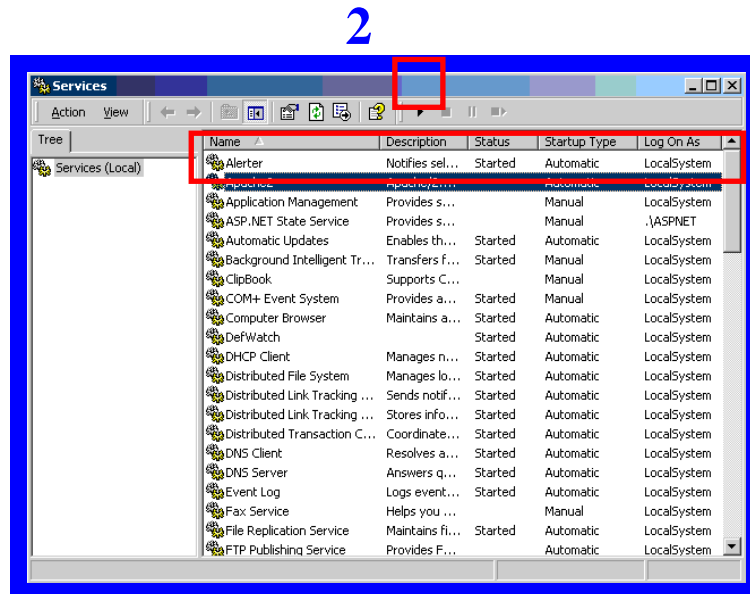 2
Services
Action View
Tree
Name Description Status Startup Type Log On As
Services (Local)
Alerter Notifies sel... Started Automatic LocalSystem
Apache2 Apache/2.... Automatic LocalSystem
Application Management Provides s... Manual LocalSystem
ASP.NET State Service Provides s... Manual .\ASPNET
Automatic Updates Enables th... Started Automatic LocalSystem
Background Intelligent Tr... Transfers f... Started Manual LocalSystem
ClipBook Supports C... Manual LocalSystem
COM+ Event System Provides a... Started Manual LocalSystem
Computer Browser Maintains a... Started Automatic LocalSystem
DefWatch Started Automatic LocalSystem
DHCP Client Manages n... Started Automatic LocalSystem
Distributed File System Manages lo... Started Automatic LocalSystem
Distributed Link Tracking ... Sends notif... Started Automatic LocalSystem
Distributed Link Tracking ... Stores info... Started Automatic LocalSystem
Distributed Transaction C... Coordinate... Started Automatic LocalSystem
DNS Client Resolves a... Started Automatic LocalSystem
DNS Server Answers q... Started Automatic LocalSystem
Event Log Logs event... Started Automatic LocalSystem
Fax Service Helps you ... Manual LocalSystem
File Replication Service Maintains fi... Started Automatic LocalSystem
FTP Publishing Service Provides F... Automatic LocalSystem